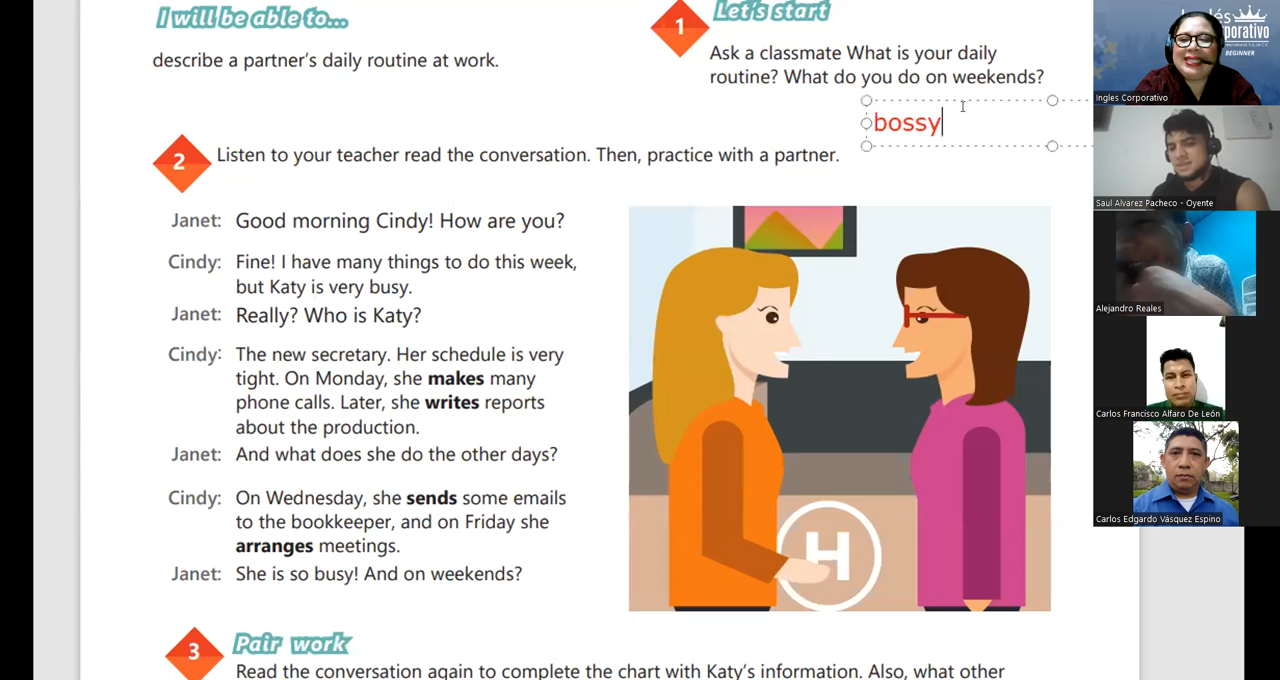 I will be able to...
describe a partner's daily routine at work.
1
Let's start
Ask a classmate What is your daily
routine? What do you do on weekends?
bossy
2
Listen to your teacher read the conversation. Then, practice with a partner.
Janet: Good morning Cindy! How are you?
Cindy: Fine! I have many things to do this week,
but Katy is very busy.
Janet: Really? Who is Katy?
Cindy: The new secretary. Her schedule is very
tight. On Monday, she makes many
phone calls. Later, she writes reports
about the production.
Janet: And what does she do the other days?
Cindy: On Wednesday, she sends some emails
to the bookkeeper, and on Friday she
arranges meetings.
Janet: She is so busy! And on weekends?
H
3
Pair work
Read the conversation again to complete the chart with Katy's information. Also, what other
BEGINNER
Ingles Corporativo
Saul Alvarez Pacheco - Oyente
Alejandro Reales
Carlos Francisco Alfaro De León
Carlos Edgardo Vásquez Espino